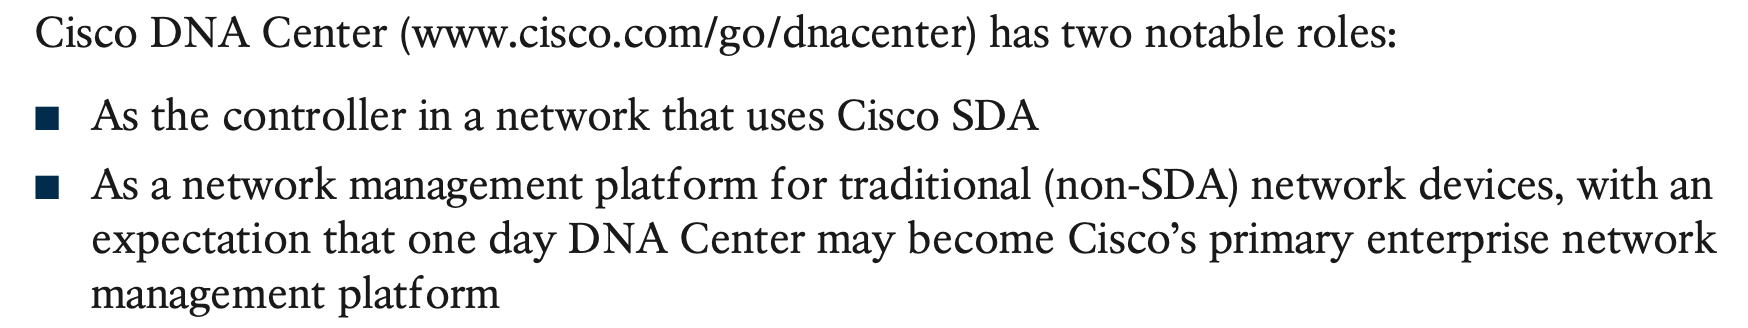 Cisco DNA Center (www.cisco.com/go/dnacenter) has two notable roles:
■ As the controller in a network that uses Cisco SDA
■ As a network management platform for traditional (non-SDA) network devices, with an
expectation that one day DNA Center may become Cisco’s primary enterprise network
management platform